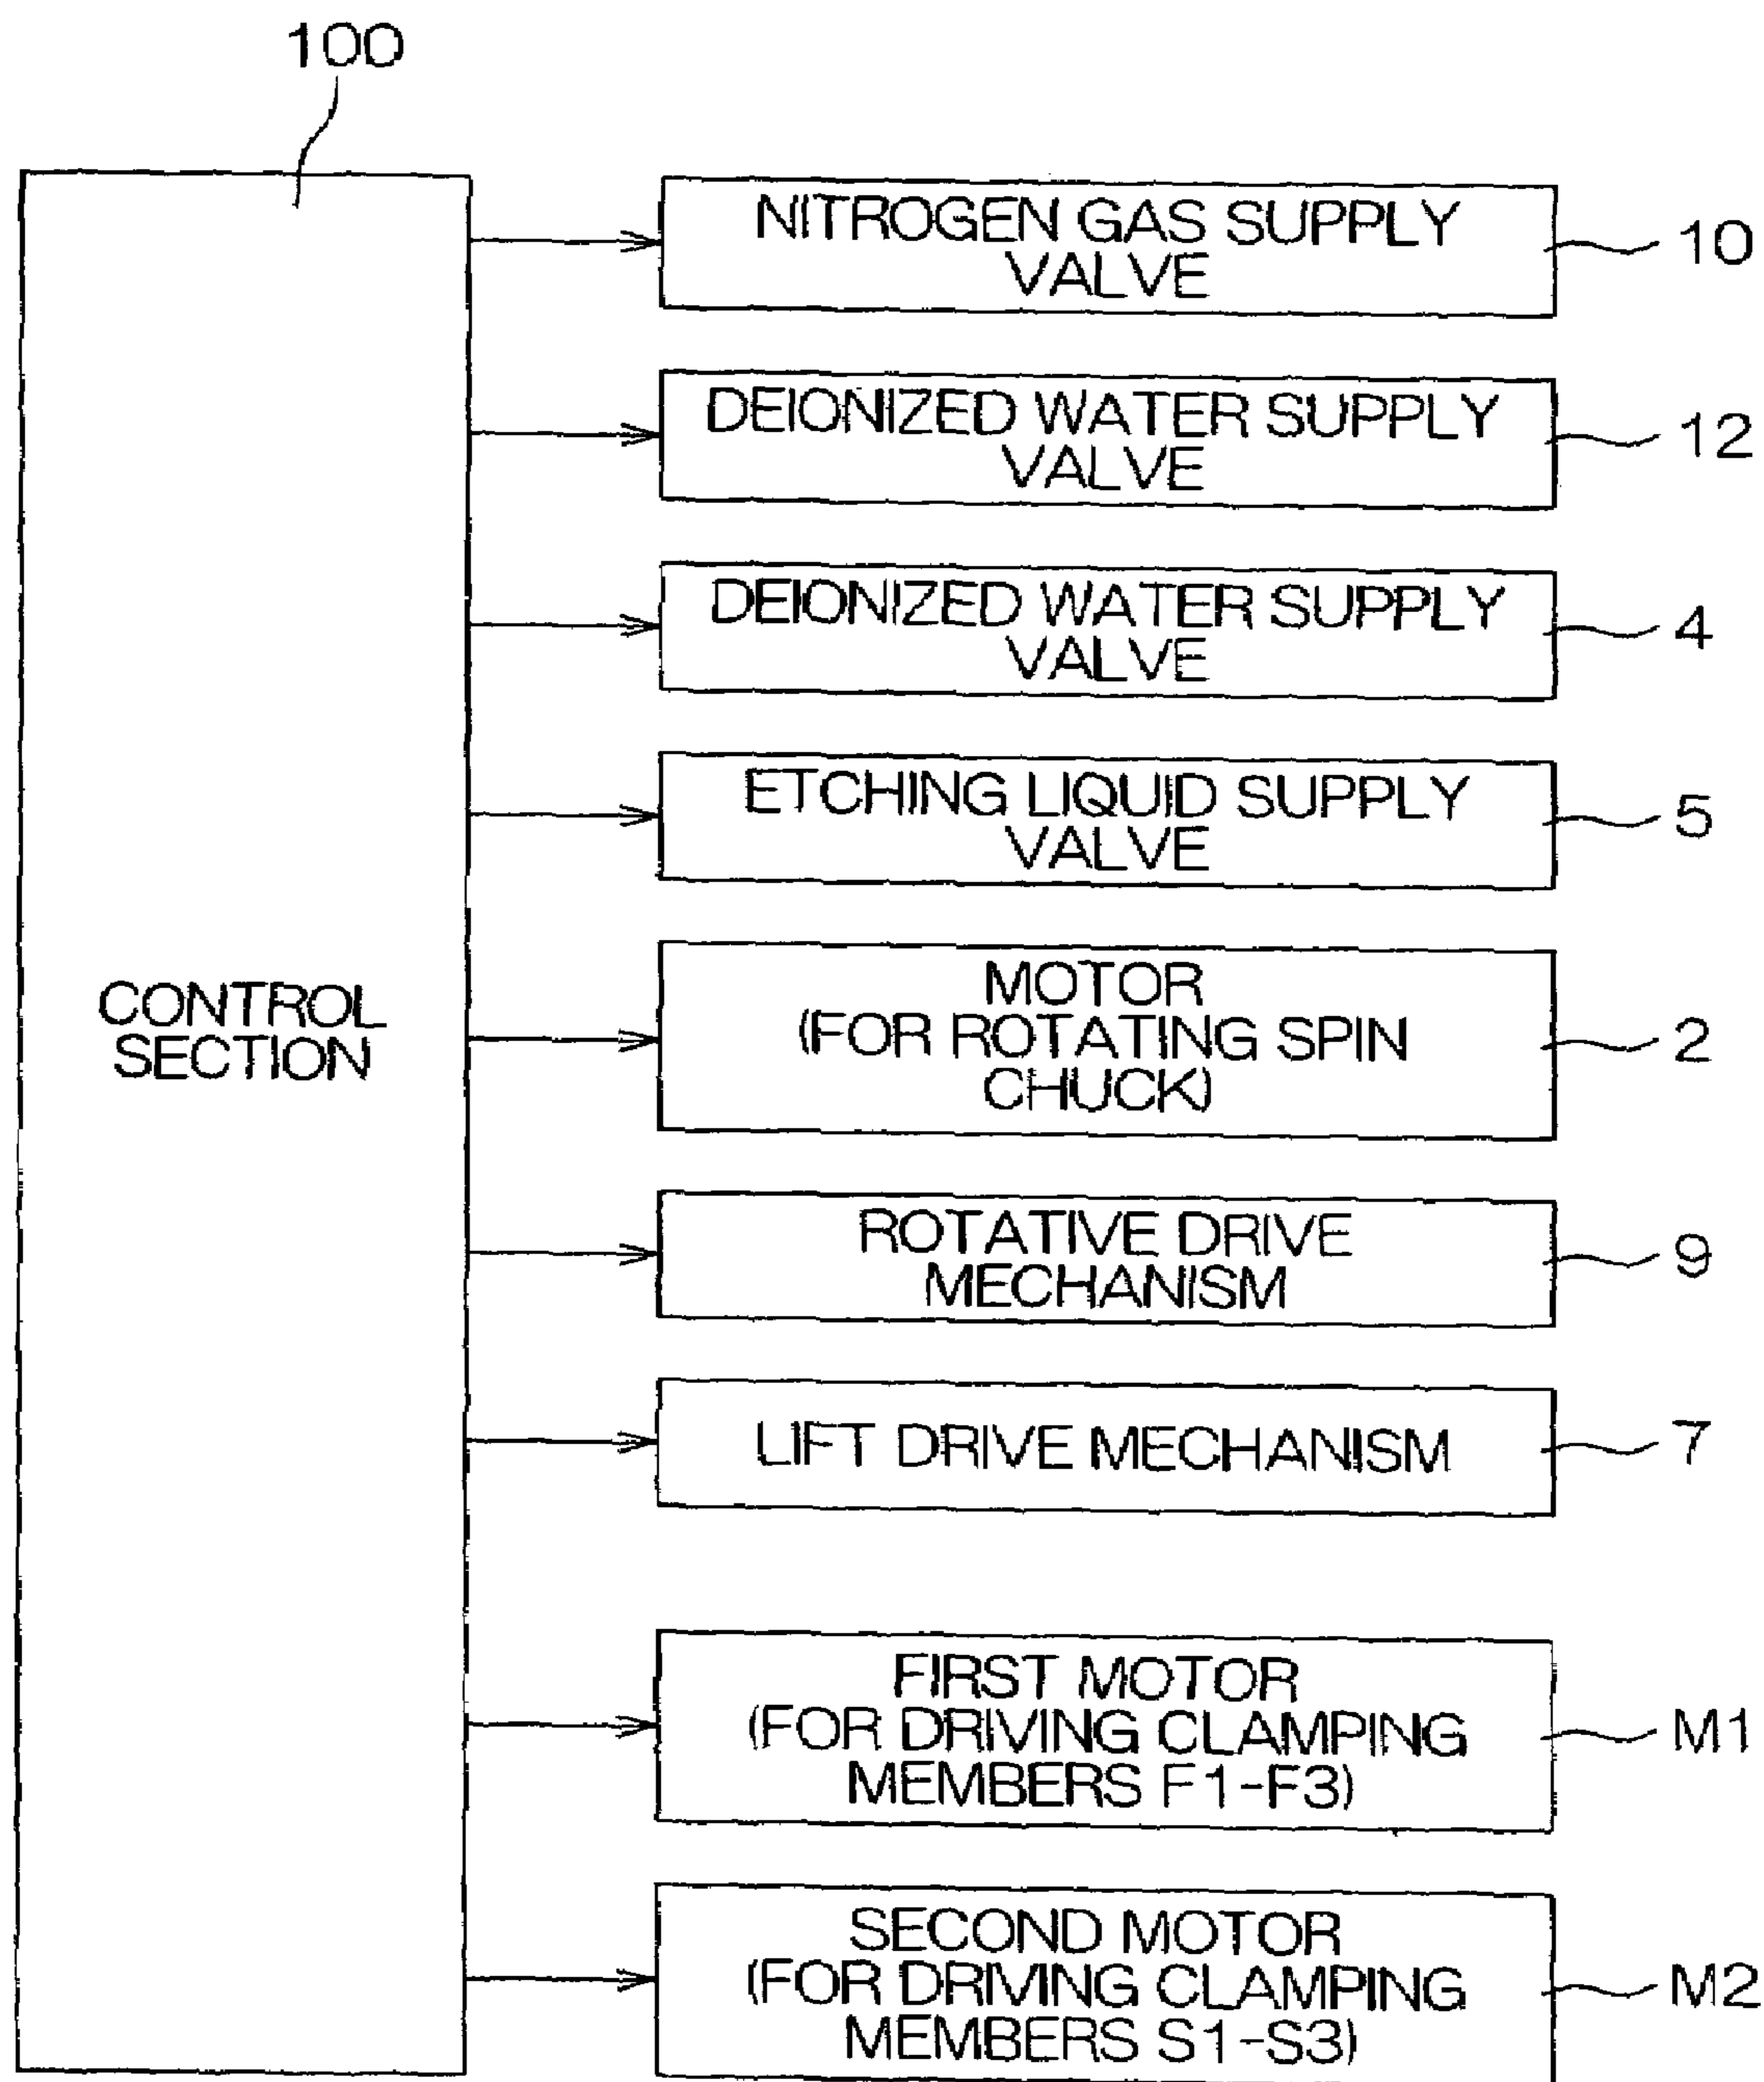 100
NITROGEN GAS SUPPLY
VALVE
10
DEIONIZED WATER SUPPLY
VALVE
12
DEIONIZED WATER SUPPLY
VALVE
4
ETCHING LIQUID SUPPLY
VALVE
5
CONTROL
SECTION
MOTOR
(FOR ROTATING SPIN
CHUCK)
2
ROTATIVE DRIVE
MECHANISM
9
LIFT DRIVE MECHANISM
7
FIRST MOTOR
(FOR DRIVING CLAMPING
MEMBERS F1-F3)
M1
SECOND MOTOR
(FOR DRIVING CLAMPING
MEMBERS S1-S3)
M2